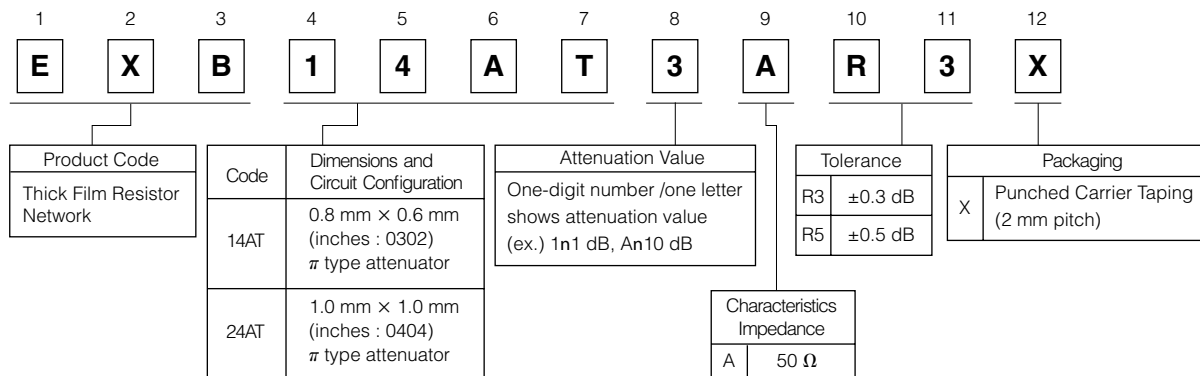 1 2 3 4 5 6 7 8 9 10 11 12
E X B 1 4 A T 3 A R 3 X
Product Code
Thick Film Resistor
Network
Code
Dimensions and
Circuit Configuration
14AT
0.8 mm × 0.6 mm
(inches : 0302)
π type attenuator
24AT
1.0 mm × 1.0 mm
(inches : 0404)
π type attenuator
Attenuation Value
One-digit number /one letter
shows attenuation value
(ex.) 1n1 dB, An10 dB
Characteristics
Impedance
A 50 Ω
Tolerance
R3 ±0.3 dB
R5 ±0.5 dB
Packaging
X
Punched Carrier Taping
(2 mm pitch)